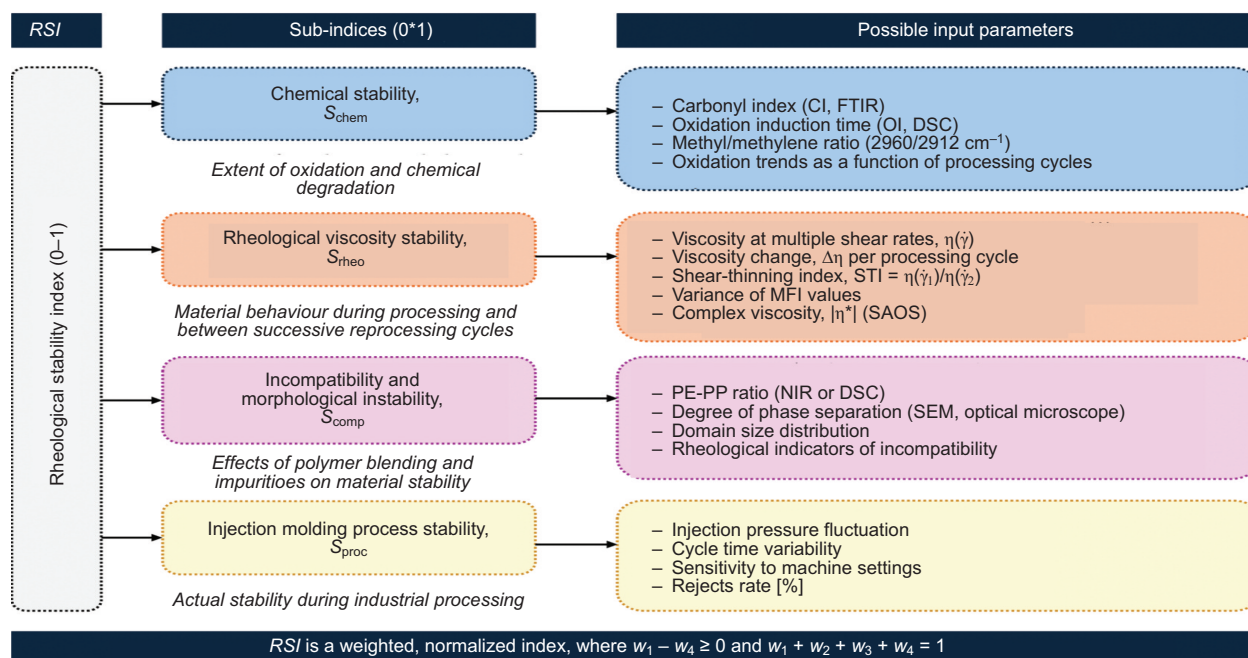 RSI
Sub-indices (0*1)
Possible input parameters
Rheological stability index (0–1)
Chemical stability,
S_chem
Extent of oxidation and chemical
degradation
– Carbonyl index (CI, FTIR)
– Oxidation induction time (OI, DSC)
– Methyl/methylene ratio (2960/2912 cm⁻¹)
– Oxidation trends as a function of processing cycles
Rheological viscosity stability,
S_rheo
Material behaviour during processing and
between successive reprocessing cycles
– Viscosity at multiple shear rates, η(γ̇)
– Viscosity change, Δη per processing cycle
– Shear-thinning index, STI = η(γ̇₁)/η(γ̇₂)
– Variance of MFI values
– Complex viscosity, |η*| (SAOS)
Incompatibility and
morphological instability,
S_comp
Effects of polymer blending and
impuritioes on material stability
– PE-PP ratio (NIR or DSC)
– Degree of phase separation (SEM, optical microscope)
– Domain size distribution
– Rheological indicators of incompatibility
Injection molding process stability,
S_proc
Actual stability during industrial processing
– Injection pressure fluctuation
– Cycle time variability
– Sensitivity to machine settings
– Rejects rate [%]
RSI is a weighted, normalized index, where w₁ – w₄ ≥ 0 and w₁ + w₂ + w₃ + w₄ = 1